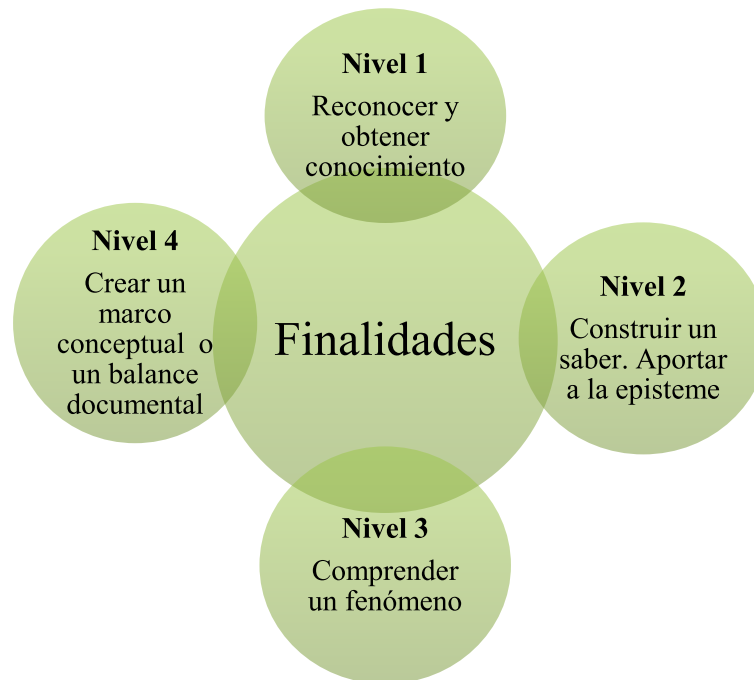 Nivel 1
Reconocer y
obtener
conocimiento
Nivel 4
Crear un
marco
conceptual o
un balance
documental
Finalidades
Nivel 2
Construir un
saber. Aportar
a la episteme
Nivel 3
Comprender
un fenómeno